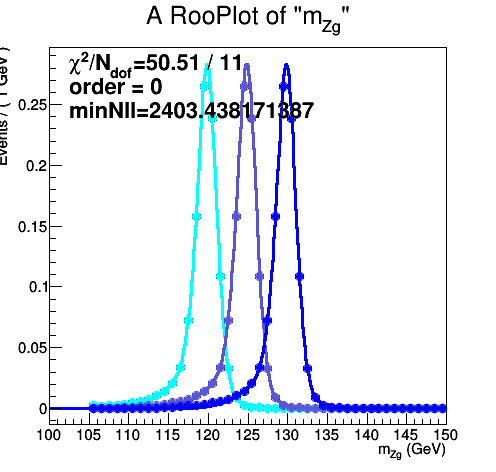 A RooPlot of "m_Zg"
χ²/N_dof=50.51 / 11
order = 0
minNll=2403.438171387
Events / ( 1 GeV )
0.25
0.2
0.15
0.1
0.05
0
100 105 110 115 120 125 130 135 140 145 150
m_Zg (GeV)